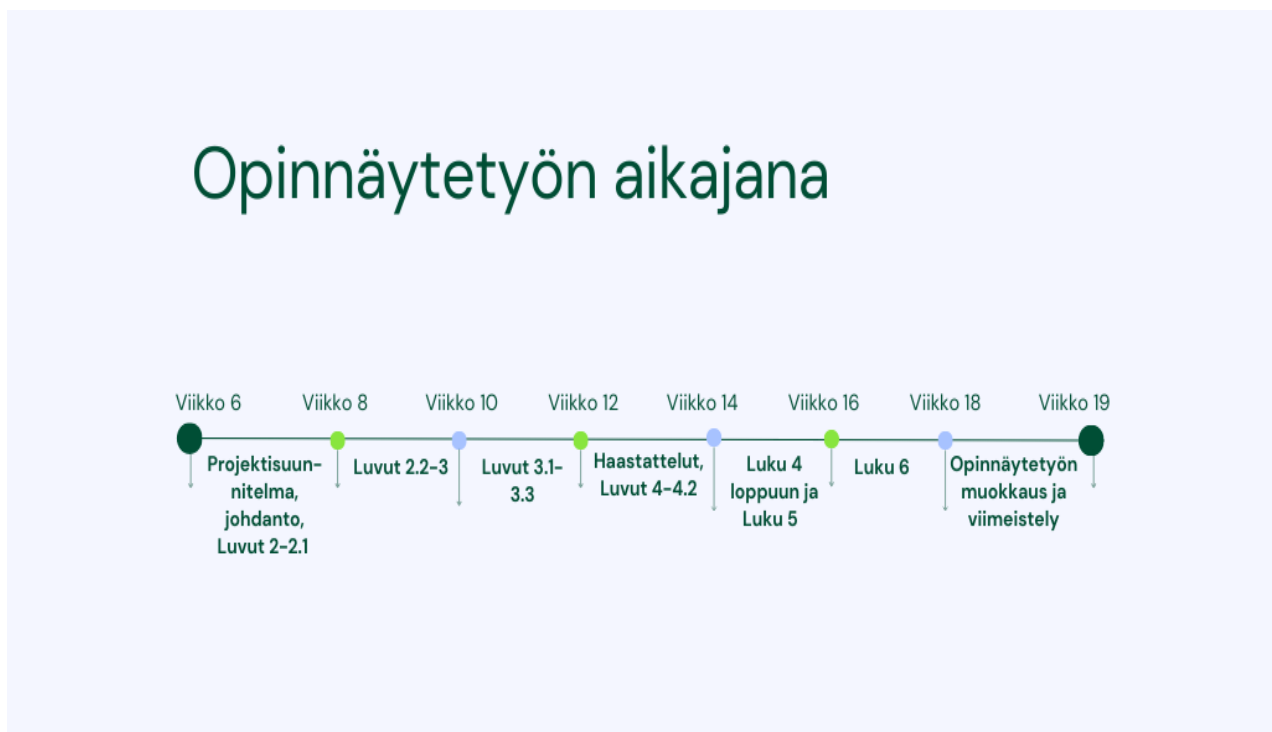 Opinnäytetyön aikajana
Viikko 6
Viikko 8
Viikko 10
Viikko 12
Viikko 14
Viikko 16
Viikko 18
Viikko 19
Projektisuun-
nitelma,
johdanto,
Luvut 2-2.1
Luvut 2.2-3
Luvut 3.1-
3.3
Haastattelut,
Luvut 4-4.2
Luku 4
loppuun ja
Luku 5
Luku 6
Opinnäytetyön
muokkaus ja
viimeistely